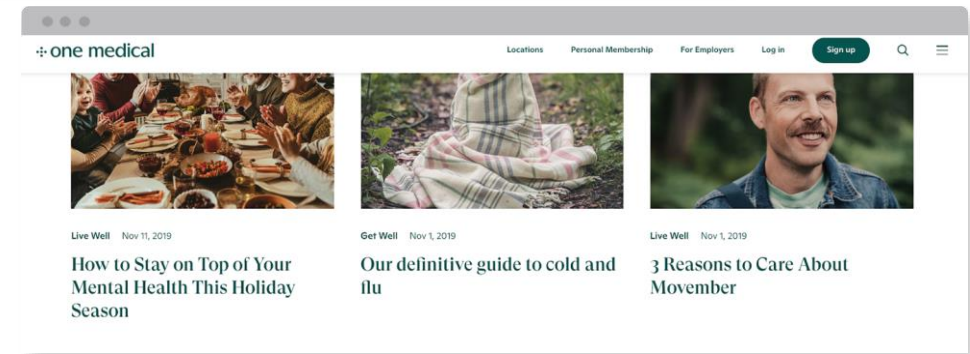 one medical
Locations Personal Membership For Employers Log in Sign up
Live Well Nov 11, 2019
How to Stay on Top of Your
Mental Health This Holiday
Season
Get Well Nov 1, 2019
Our definitive guide to cold and
flu
Live Well Nov 1, 2019
3 Reasons to Care About
Movember